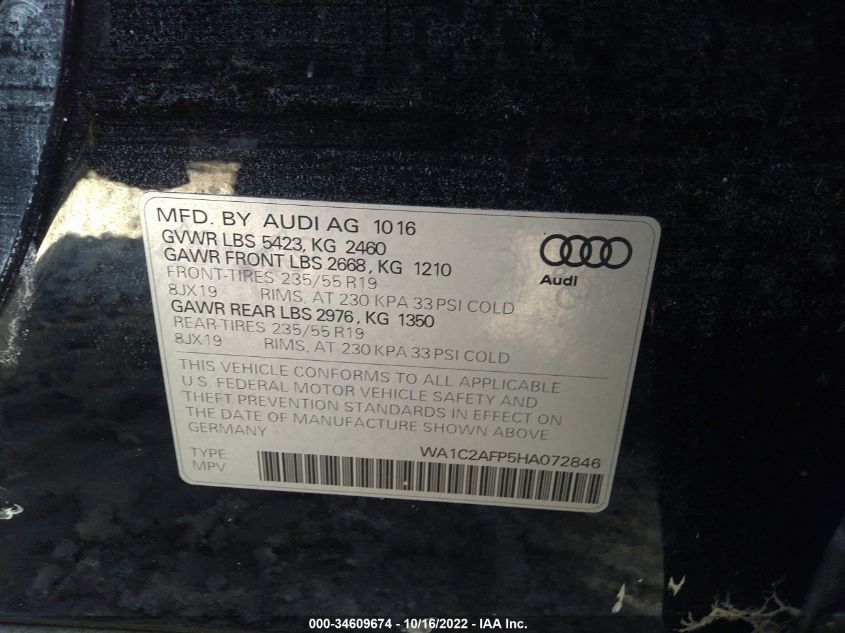 MFD. BY AUDI AG 1016
GVWR LBS 5423, KG 2460
GAWR FRONT LBS 2668, KG 1210
FRONT-TIRES 235/55 R19
8JX19 RIMS, AT 230 KPA 33 PSI COLD
GAWR REAR LBS 2976, KG 1350
REAR-TIRES 235/55 R19
8JX19 RIMS, AT 230 KPA 33 PSI COLD
Audi
THIS VEHICLE CONFORMS TO ALL APPLICABLE
U.S. FEDERAL MOTOR VEHICLE SAFETY AND
THEFT PREVENTION STANDARDS IN EFFECT ON
THE DATE OF MANUFACTURE SHOWN ABOVE
GERMANY
TYPE WA1C2AFP5HA072846
MPV
000-34609674 - 10/16/2022 - IAA Inc.